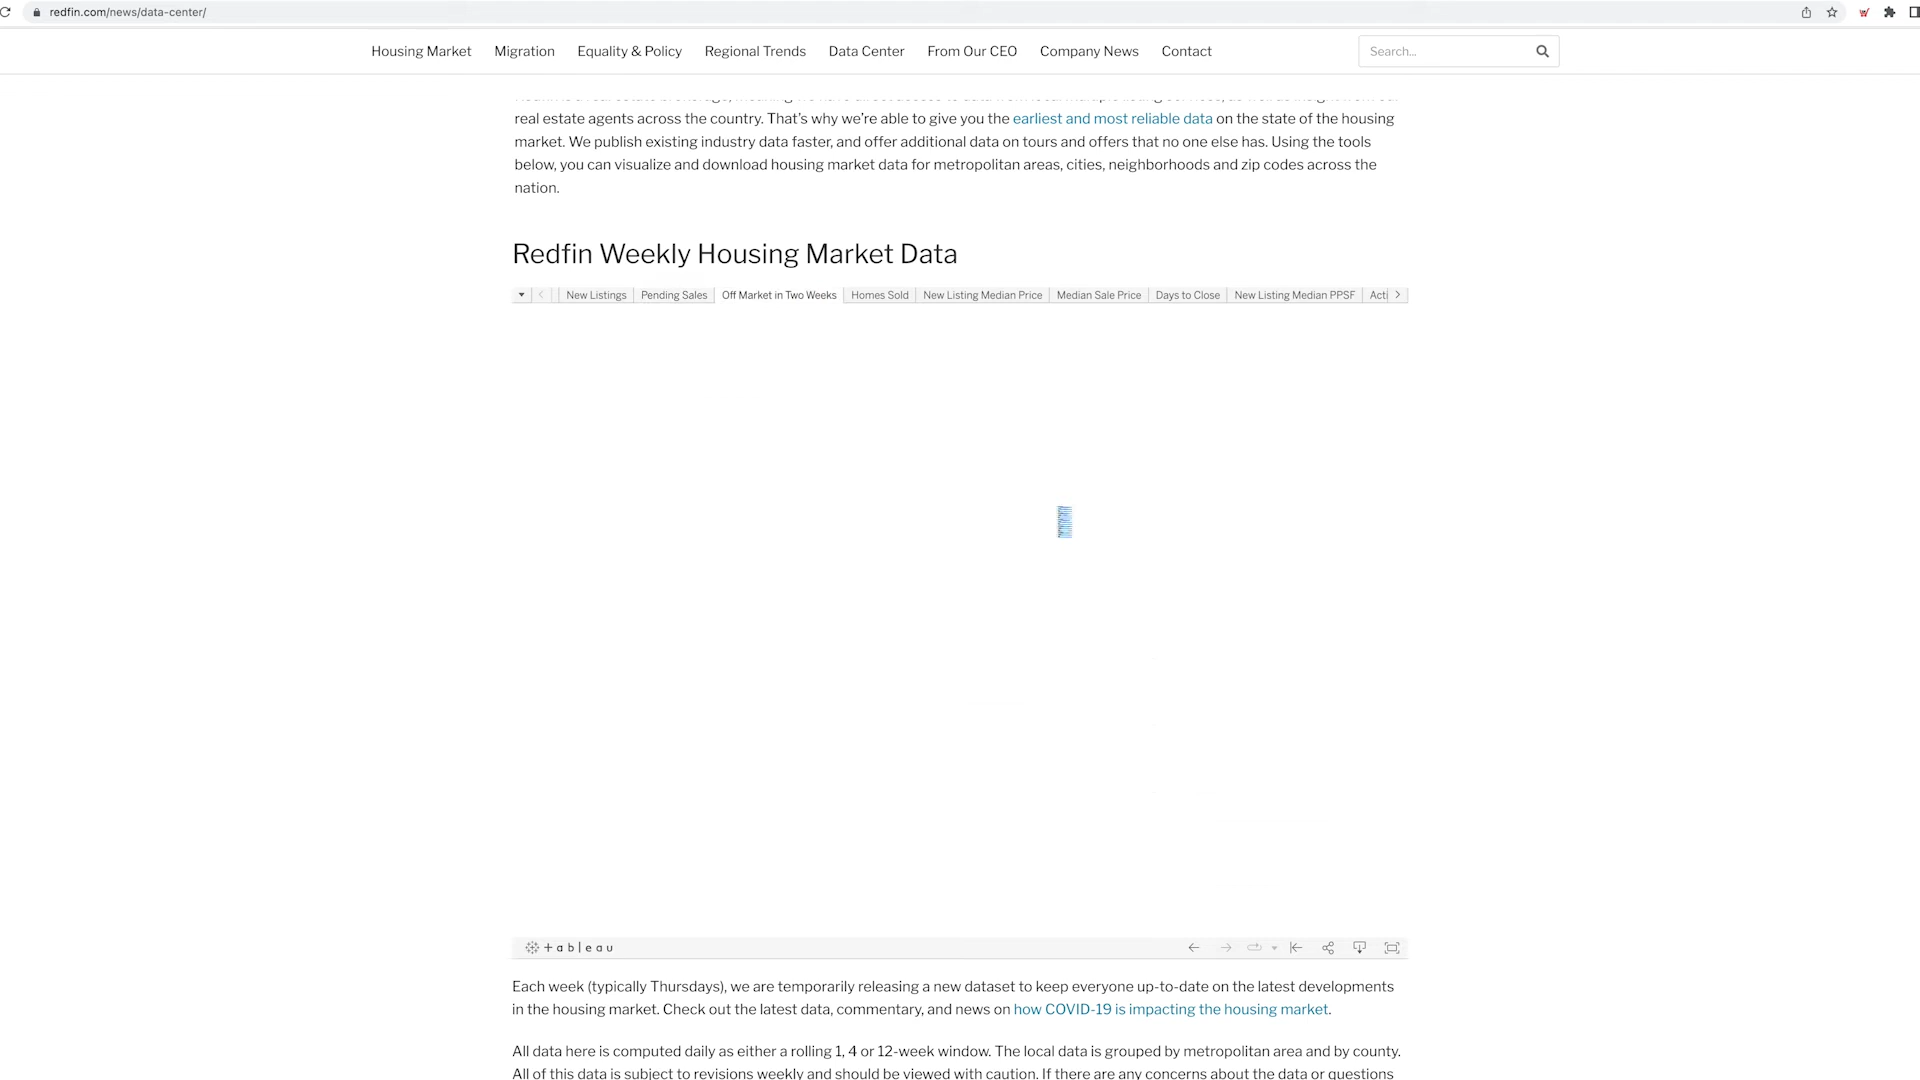 redfin.com/news/data-center/
Housing Market Migration Equality & Policy Regional Trends Data Center From Our CEO Company News Contact Search...
real estate agents across the country. That's why we're able to give you the earliest and most reliable data on the state of the housing
market. We publish existing industry data faster, and offer additional data on tours and offers that no one else has. Using the tools
below, you can visualize and download housing market data for metropolitan areas, cities, neighborhoods and zip codes across the
nation.
Redfin Weekly Housing Market Data
New Listings Pending Sales Off Market in Two Weeks Homes Sold New Listing Median Price Median Sale Price Days to Close New Listing Median PPSF Acti
+ableau
Each week (typically Thursdays), we are temporarily releasing a new dataset to keep everyone up-to-date on the latest developments
in the housing market. Check out the latest data, commentary, and news on how COVID-19 is impacting the housing market.
All data here is computed daily as either a rolling 1, 4 or 12-week window. The local data is grouped by metropolitan area and by county.
All of this data is subject to revisions weekly and should be viewed with caution. If there are any concerns about the data or questions